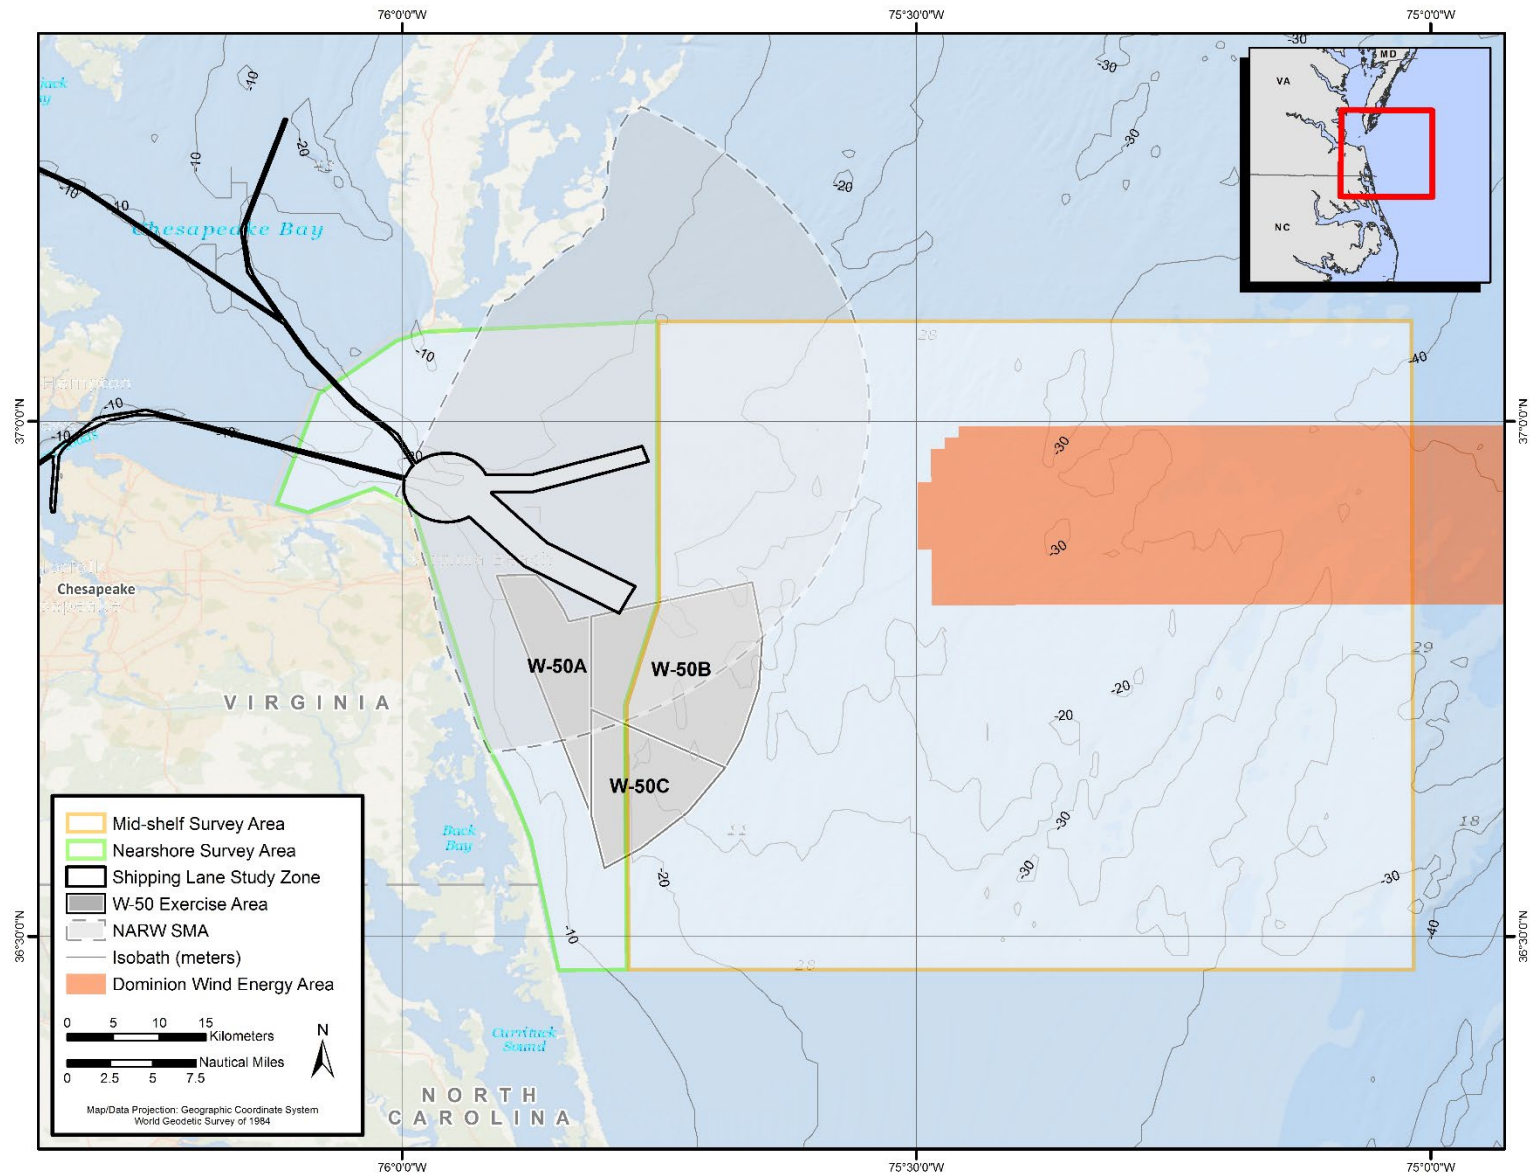 76°0'0"W
75°30'0"W
75°0'0"W
-30
MD
VA
NC
-10
-30
-20
-10
-30
-20
-10
-10
Chesapeake Bay
28
-10
-40
-10
-10
-10
37°0'0"N
37°0'0"N
-30
-30
Chesapeake
W-50A
W-50B
29
VIRGINIA
-20
-20
W-50C
11
18
-30
Back
Bay
-20
-30
-30
-10
-40
36°30'0"N
36°30'0"N
28
Currituck
Sound
NORTH
CAROLINA
Mid-shelf Survey Area
Nearshore Survey Area
Shipping Lane Study Zone
W-50 Exercise Area
NARW SMA
Isobath (meters)
Dominion Wind Energy Area
0 5 10 15
Kilometers
N
Nautical Miles
0 2.5 5 7.5
Map/Data Projection: Geographic Coordinate System
World Geodetic Survey of 1984
76°0'0"W
75°30'0"W
75°0'0"W